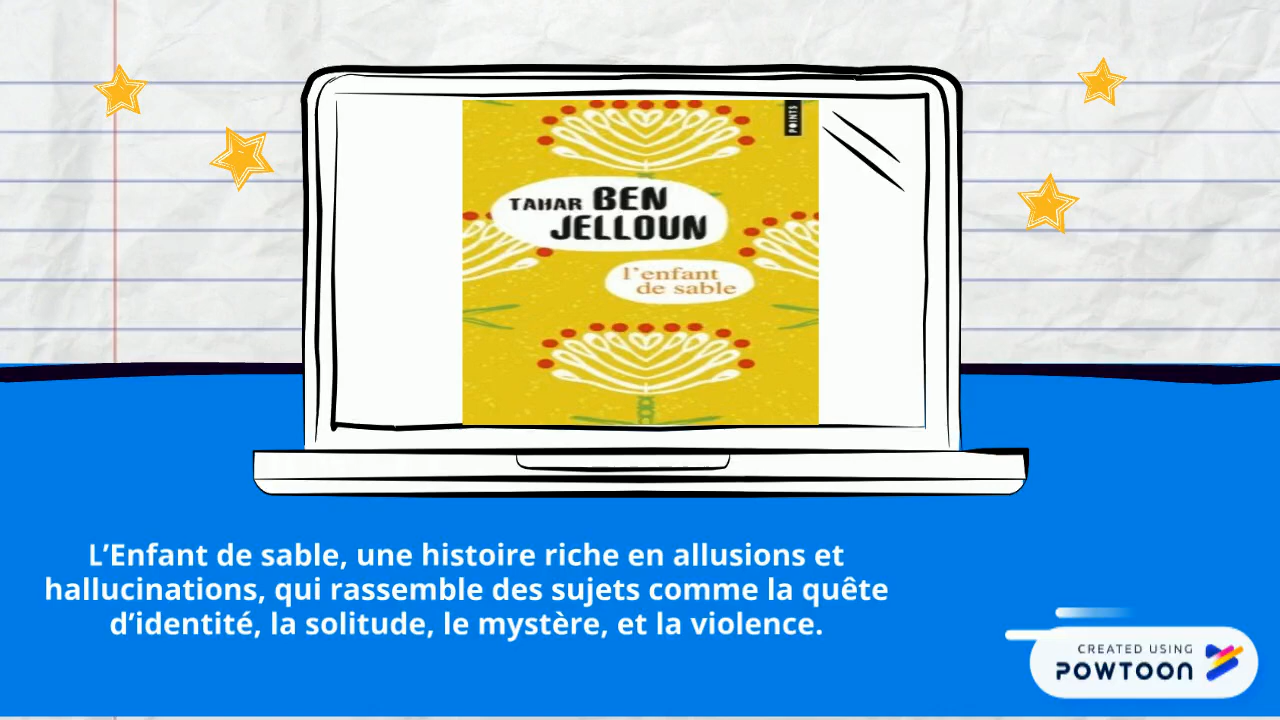 POINTS
TAHAR BEN
JELLOUN
l'enfant
de sable
L’Enfant de sable, une histoire riche en allusions et
hallucinations, qui rassemble des sujets comme la quête
d’identité, la solitude, le mystère, et la violence.
CREATED USING
POWTOON